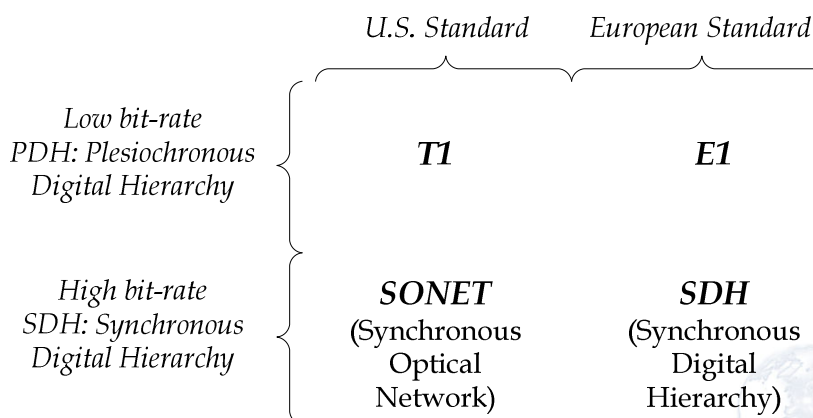 U.S. Standard
European Standard
Low bit-rate
PDH: Plesiochronous
Digital Hierarchy
T1
E1
High bit-rate
SDH: Synchronous
Digital Hierarchy
SONET
(Synchronous
Optical
Network)
SDH
(Synchronous
Digital
Hierarchy)